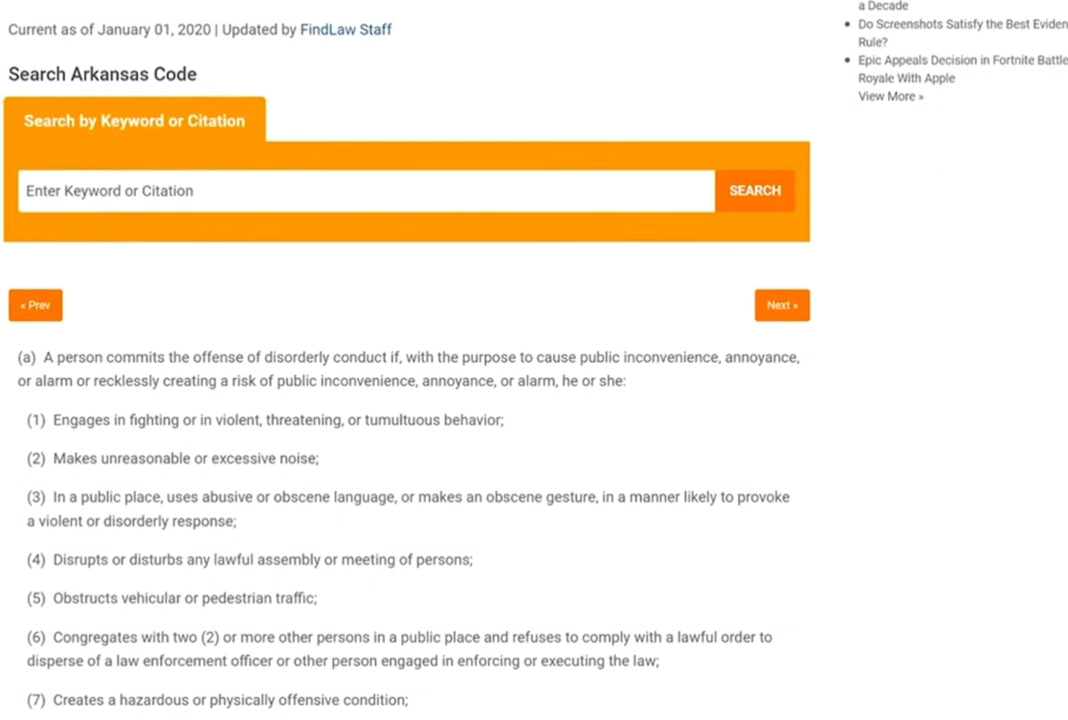 Current as of January 01, 2020 | Updated by FindLaw Staff
Search Arkansas Code
Search by Keyword or Citation
Enter Keyword or Citation
SEARCH
« Prev
Next »
(a) A person commits the offense of disorderly conduct if, with the purpose to cause public inconvenience, annoyance,
or alarm or recklessly creating a risk of public inconvenience, annoyance, or alarm, he or she:
(1) Engages in fighting or in violent, threatening, or tumultuous behavior;
(2) Makes unreasonable or excessive noise;
(3) In a public place, uses abusive or obscene language, or makes an obscene gesture, in a manner likely to provoke
a violent or disorderly response;
(4) Disrupts or disturbs any lawful assembly or meeting of persons;
(5) Obstructs vehicular or pedestrian traffic;
(6) Congregates with two (2) or more other persons in a public place and refuses to comply with a lawful order to
disperse of a law enforcement officer or other person engaged in enforcing or executing the law;
(7) Creates a hazardous or physically offensive condition;
a Decade
Do Screenshots Satisfy the Best Eviden
Rule?
Epic Appeals Decision in Fortnite Battle
Royale With Apple
View More »